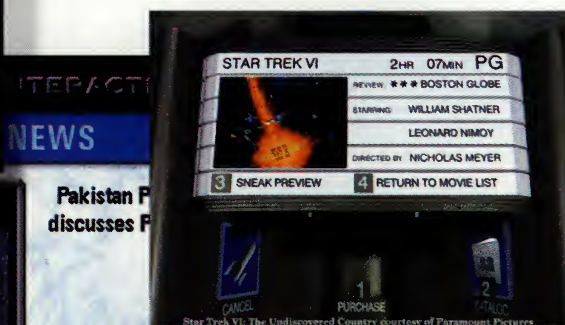 TERACTI
NEWS
Pakistan P
discusses P
STAR TREK VI 2HR 07MIN PG
REVIEW: *** BOSTON GLOBE
STARRING: WILLIAM SHATNER
LEONARD NIMOY
DIRECTED BY NICHOLAS MEYER
3 SNEAK PREVIEW 4 RETURN TO MOVIE LIST
CANCEL
1
PURCHASE
2
Star Trek VI: The Undiscovered Country courtesy of Paramount Pictures